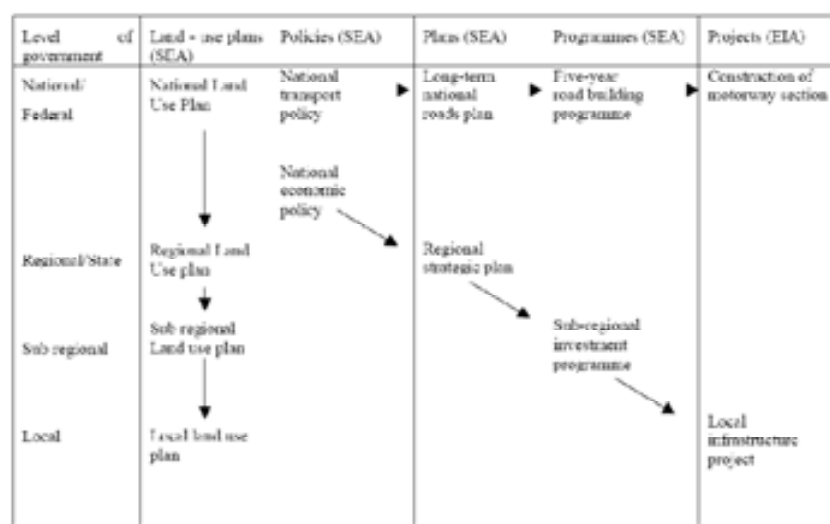 Level of
government
Land - use plans
(SEA)
Policies (SEA)
Plans (SEA)
Programmes (SEA)
Projects (EIA)
National/
Federal
National Land
Use Plan
National
transport
policy
Long-term
national
roads plan
Five-year
road building
programme
Construction of
motorway section
National
economic
policy
Regional/State
Regional Land
Use plan
Regional
strategic plan
Sub regional
Sub regional
Land use plan
Sub-regional
investment
programme
Local
Local land use
plan
Local
infrastructure
project